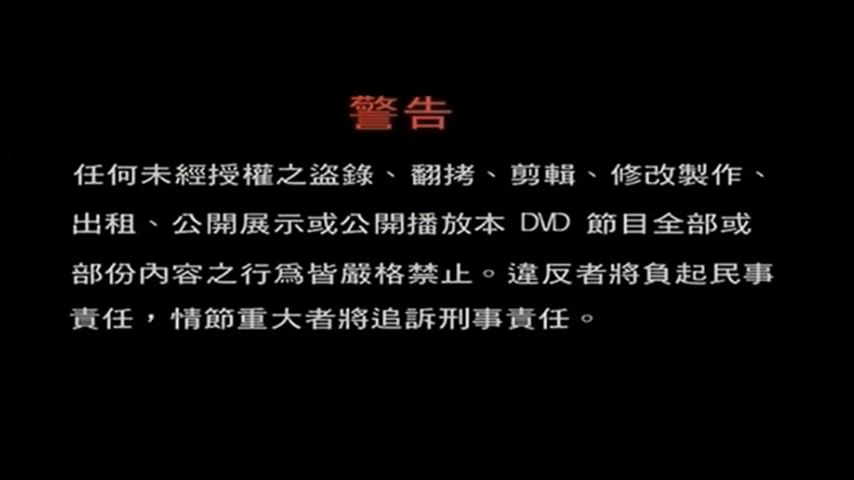 警告
任何未經授權之盜錄、翻拷、剪輯、修改製作、
出租、公開展示或公開播放本 DVD 節目全部或
部份內容之行為皆嚴格禁止。違反者將負起民事
責任，情節重大者將追訴刑事責任。